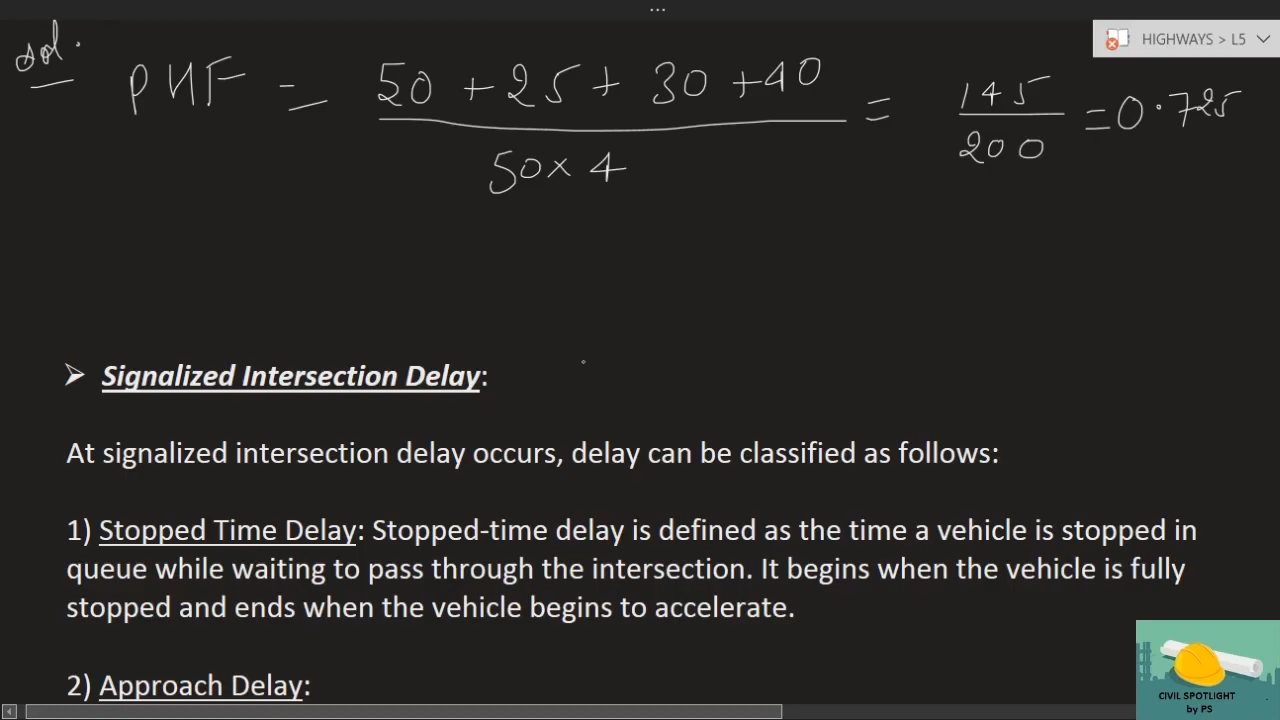 ...
HIGHWAYS > L5
sol.
PHF = 50 + 25 + 30 + 40 = 145 = 0.725
50 x 4 200
➢ Signalized Intersection Delay:
At signalized intersection delay occurs, delay can be classified as follows:
1) Stopped Time Delay: Stopped-time delay is defined as the time a vehicle is stopped in
queue while waiting to pass through the intersection. It begins when the vehicle is fully
stopped and ends when the vehicle begins to accelerate.
2) Approach Delay:
CIVIL SPOTLIGHT
by PS